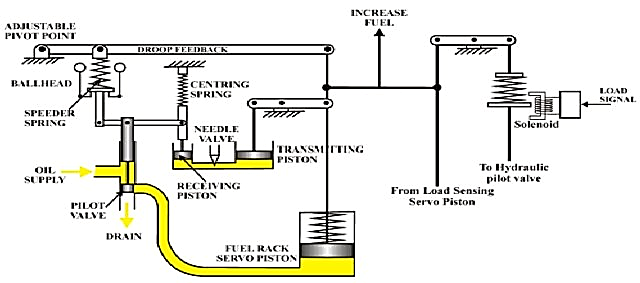 INCREASE
FUEL
ADJUSTABLE
PIVOT POINT
DROOP FEEDBACK
BALLHEAD
CENTRING
SPRING
SPEEDER
SPRING
NEEDLE
VALVE
TRANSMITTING
PISTON
LOAD
SIGNAL
Solenoid
OIL
SUPPLY
RECEIVING
PISTON
To Hydraulic
pilot valve
From Load Sensing
Servo Piston
PILOT
VALVE
DRAIN
FUEL RACK
SERVO PISTON